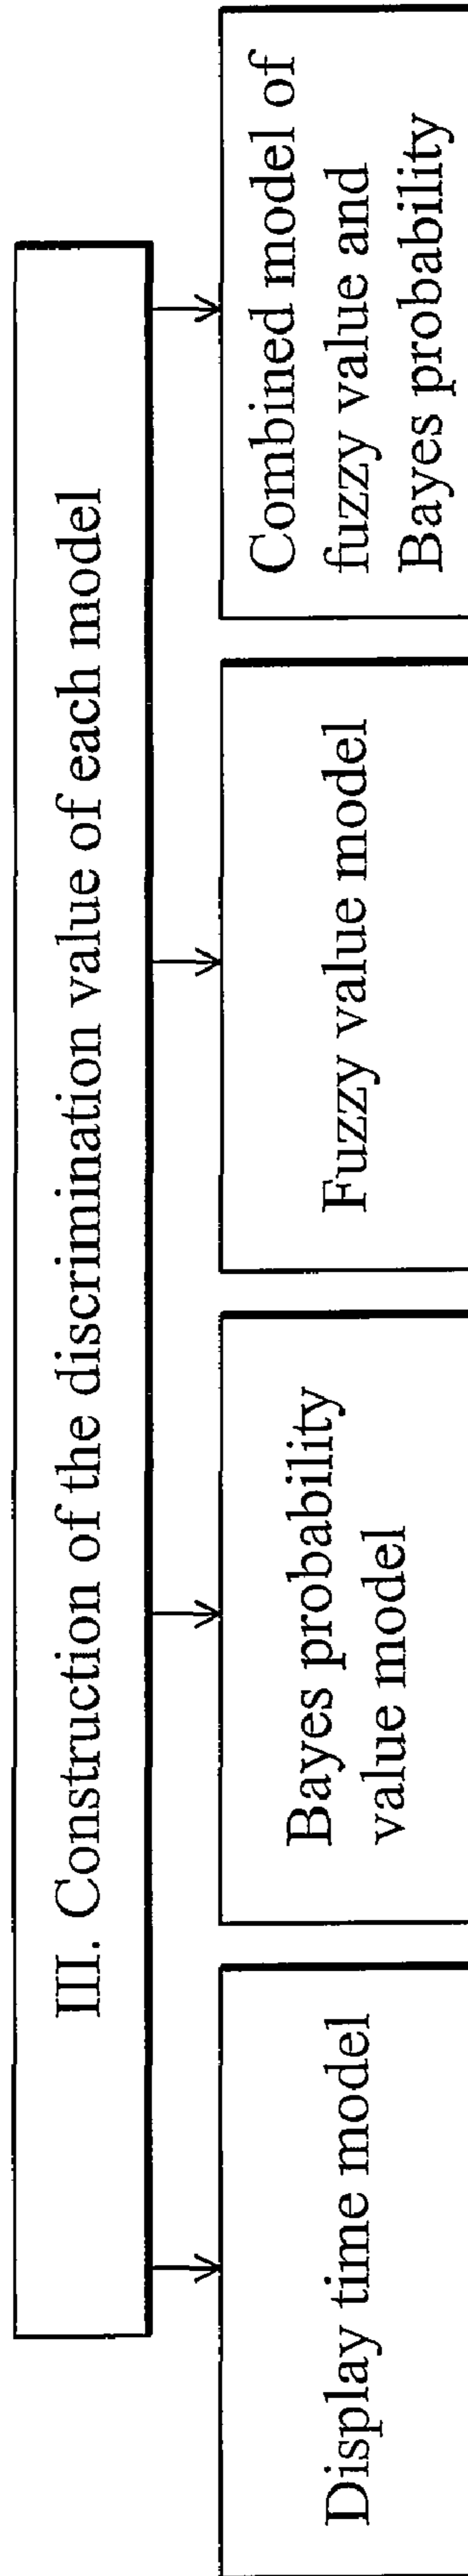 III. Construction of the discrimination value of each model
Display time model
Bayes probability
value model
Fuzzy value model
Combined model of
fuzzy value and
Bayes probability